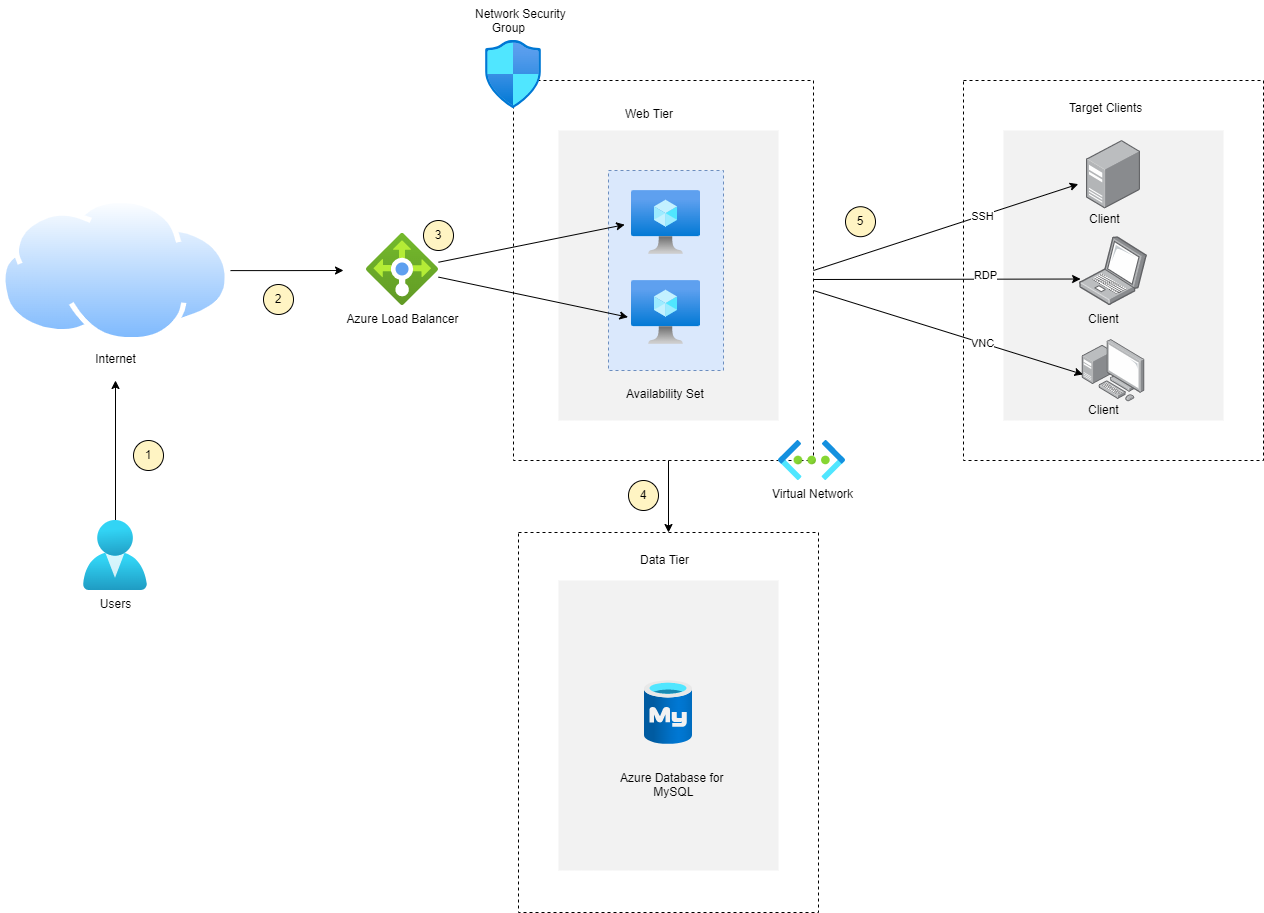 Network Security
Group
Web Tier
Target Clients
3
5
SSH
Client
2
RDP
Azure Load Balancer
Client
VNC
Internet
Availability Set
Client
1
4
Virtual Network
Data Tier
Users
My
Azure Database for
MySQL